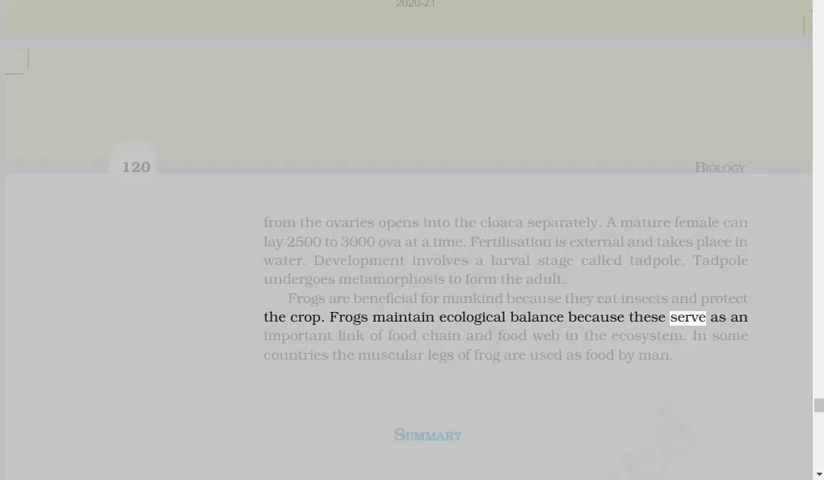 2020-21
120
BIOLOGY
from the ovaries opens into the cloaca separately. A mature female can
lay 2500 to 3000 ova at a time. Fertilisation is external and takes place in
water. Development involves a larval stage called tadpole. Tadpole
undergoes metamorphosis to form the adult.
Frogs are beneficial for mankind because they eat insects and protect
the crop. Frogs maintain ecological balance because these serve as an
important link of food chain and food web in the ecosystem. In some
countries the muscular legs of frog are used as food by man.
SUMMARY